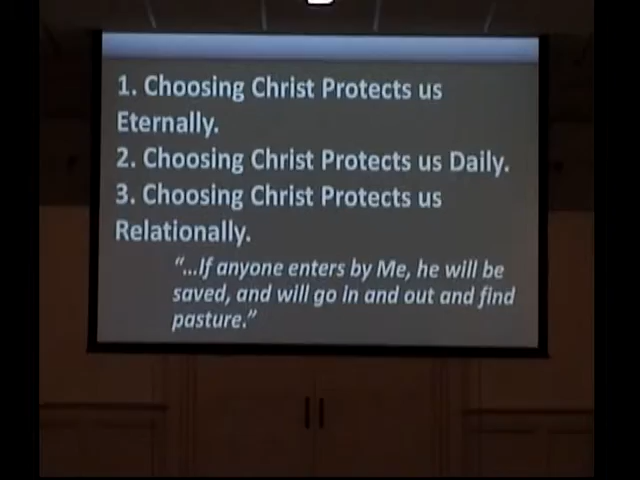 1. Choosing Christ Protects us
Eternally.
2. Choosing Christ Protects us Daily.
3. Choosing Christ Protects us
Relationally.
“...If anyone enters by Me, he will be
saved, and will go in and out and find
pasture.”